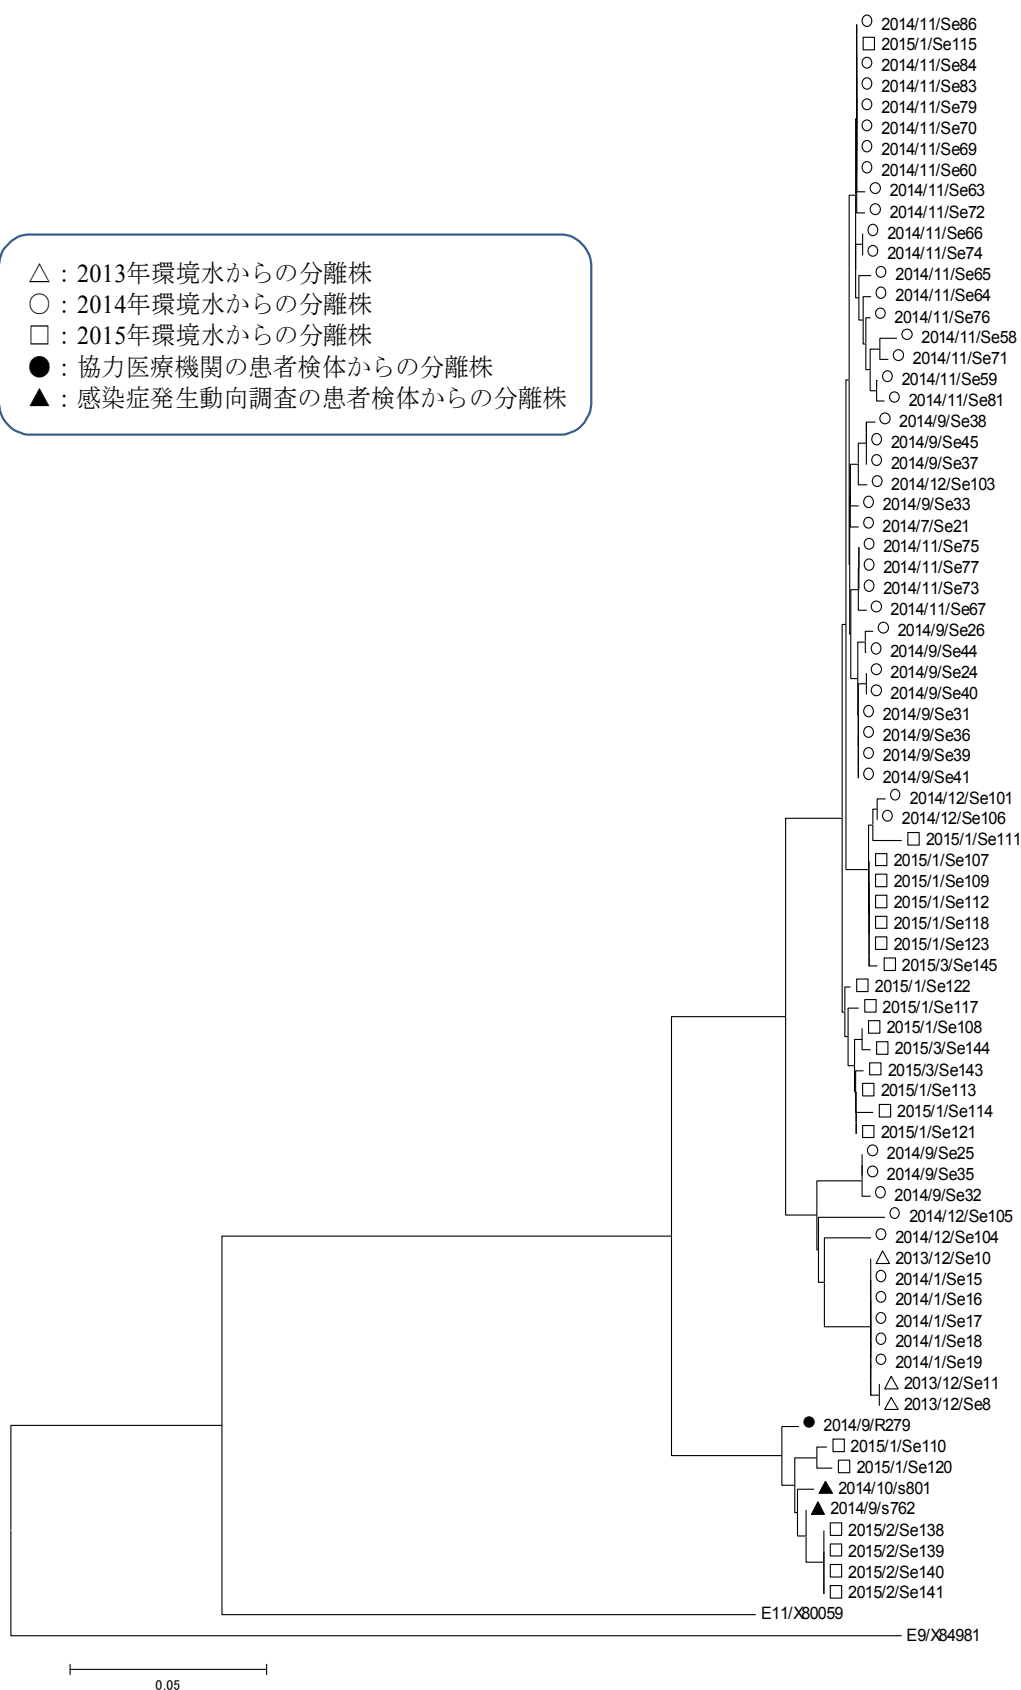 2014/11/Se86
2015/1/Se115
2014/11/Se84
2014/11/Se83
2014/11/Se79
2014/11/Se70
2014/11/Se69
2014/11/Se60
2014/11/Se63
2014/11/Se72
2014/11/Se66
2014/11/Se74
2014/11/Se65
2014/11/Se64
2014/11/Se76
2014/11/Se58
2014/11/Se71
2014/11/Se59
2014/11/Se81
2014/9/Se38
2014/9/Se45
2014/9/Se37
2014/12/Se103
2014/9/Se33
2014/7/Se21
2014/11/Se75
2014/11/Se77
2014/11/Se73
2014/11/Se67
2014/9/Se26
2014/9/Se44
2014/9/Se24
2014/9/Se40
2014/9/Se31
2014/9/Se36
2014/9/Se39
2014/9/Se41
2014/12/Se101
2014/12/Se106
2015/1/Se111
2015/1/Se107
2015/1/Se109
2015/1/Se112
2015/1/Se118
2015/1/Se123
2015/3/Se145
2015/1/Se122
2015/1/Se117
2015/1/Se108
2015/3/Se144
2015/3/Se143
2015/1/Se113
2015/1/Se114
2015/1/Se121
2014/9/Se25
2014/9/Se35
2014/9/Se32
2014/12/Se105
2014/12/Se104
2013/12/Se10
2014/1/Se15
2014/1/Se16
2014/1/Se17
2014/1/Se18
2014/1/Se19
2013/12/Se11
2013/12/Se8
2014/9/R279
2015/1/Se110
2015/1/Se120
2014/10/s801
2014/9/s762
2015/2/Se138
2015/2/Se139
2015/2/Se140
2015/2/Se141
E11/X80059
E9/X84981
△：2013年環境水からの分離株
○：2014年環境水からの分離株
□：2015年環境水からの分離株
●：協力医療機関の患者検体からの分離株
▲：感染症発生動向調査の患者検体からの分離株
0.05